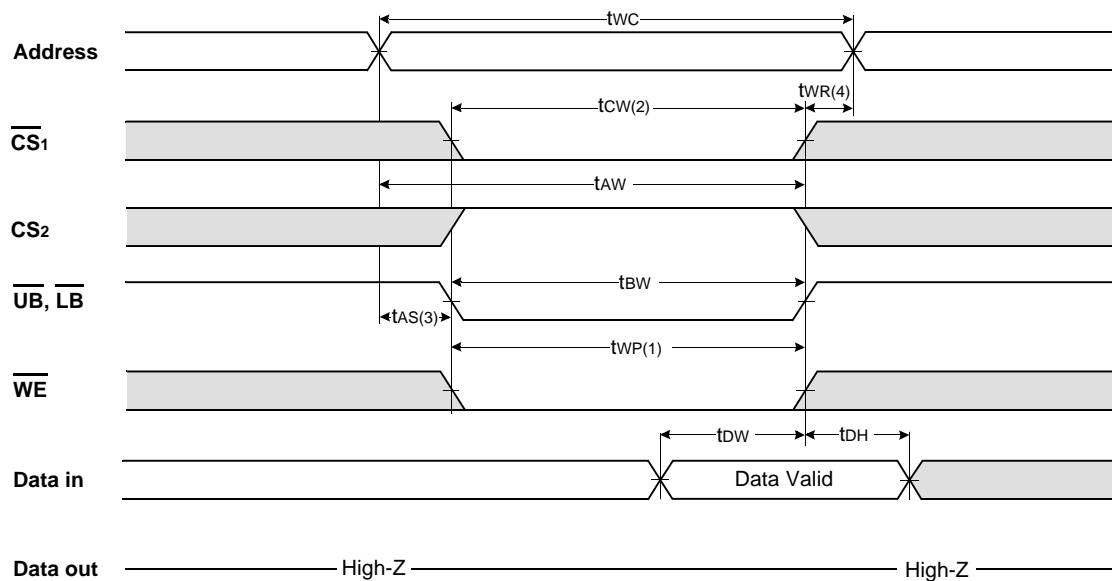 tWC
Address
tCW(2)
tWR(4)
CS1
tAW
CS2
tBW
UB, LB
tAS(3)
tWP(1)
WE
tDW
tDH
Data in
Data Valid
Data out
High-Z
High-Z